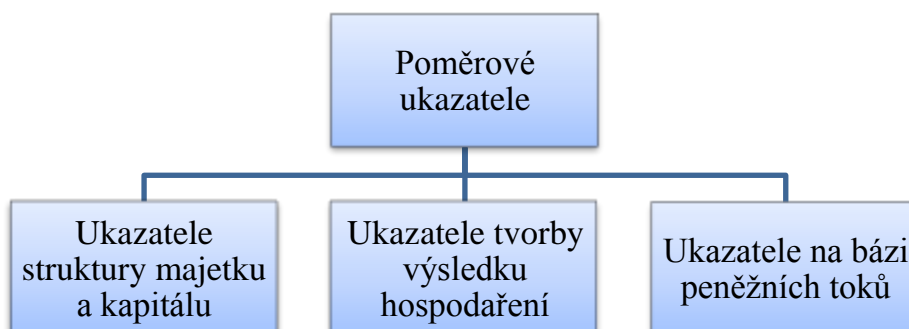 Poměrové
ukazatele
Ukazatele
struktury majetku
a kapitálu
Ukazatele tvorby
výsledku
hospodaření
Ukazatele na bázi
peněžních toků